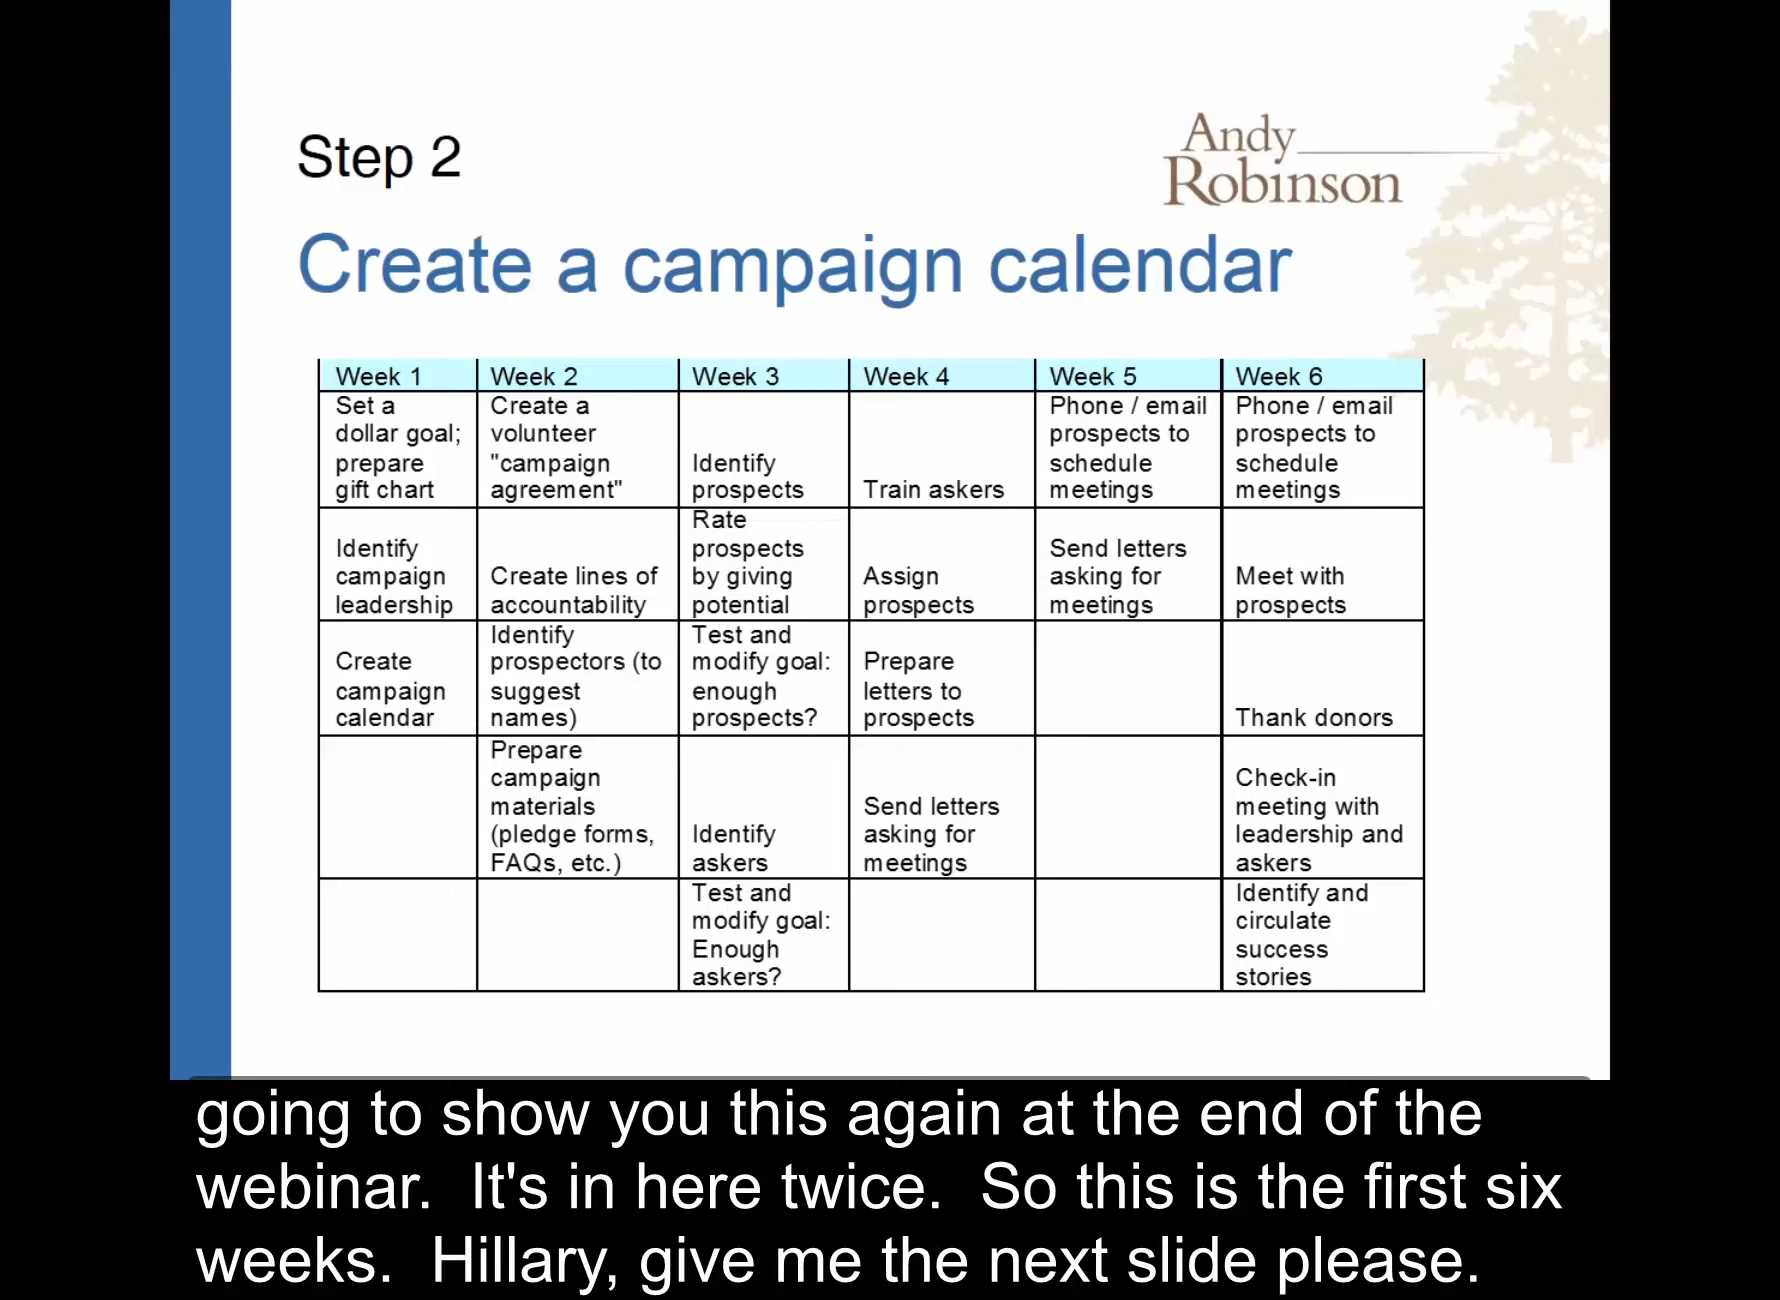 Step 2
Andy
Robinson
Create a campaign calendar
Week 1 Week 2 Week 3 Week 4 Week 5 Week 6
Set a
dollar goal;
prepare
gift chart
Create a
volunteer
"campaign
agreement"
Identify
prospects
Train askers
Phone / email
prospects to
schedule
meetings
Phone / email
prospects to
schedule
meetings
Identify
campaign
leadership
Create lines of
accountability
Rate
prospects
by giving
potential
Assign
prospects
Send letters
asking for
meetings
Meet with
prospects
Create
campaign
calendar
Identify
prospectors (to
suggest
names)
Test and
modify goal:
enough
prospects?
Prepare
letters to
prospects
Thank donors
Prepare
campaign
materials
(pledge forms,
FAQs, etc.)
Identify
askers
Send letters
asking for
meetings
Check-in
meeting with
leadership and
askers
Test and
modify goal:
Enough
askers?
Identify and
circulate
success
stories
going to show you this again at the end of the
webinar.  It's in here twice.  So this is the first six
weeks.  Hillary, give me the next slide please.